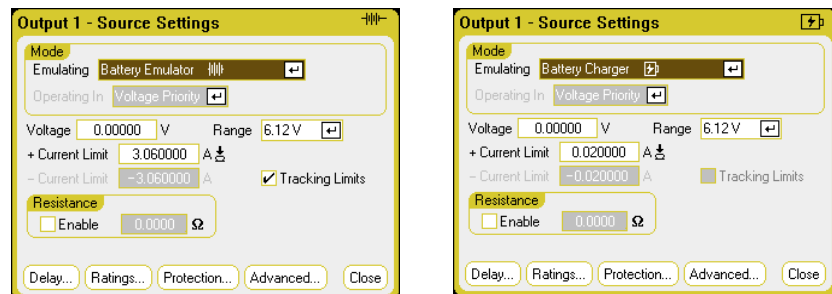 Output 1 - Source Settings
Mode
Emulating Battery Emulator
Operating In Voltage Priority
Voltage 0.00000 V Range 6.12 V
+ Current Limit 3.060000 A
- Current Limit -3.060000 A Tracking Limits
Resistance
Enable 0.0000 Ω
Delay... Ratings... Protection... Advanced... Close
Output 1 - Source Settings
Mode
Emulating Battery Charger
Operating In Voltage Priority
Voltage 0.00000 V Range 6.12 V
+ Current Limit 0.020000 A
- Current Limit -0.020000 A Tracking Limits
Resistance
Enable 0.0000 Ω
Delay... Ratings... Protection... Advanced... Close